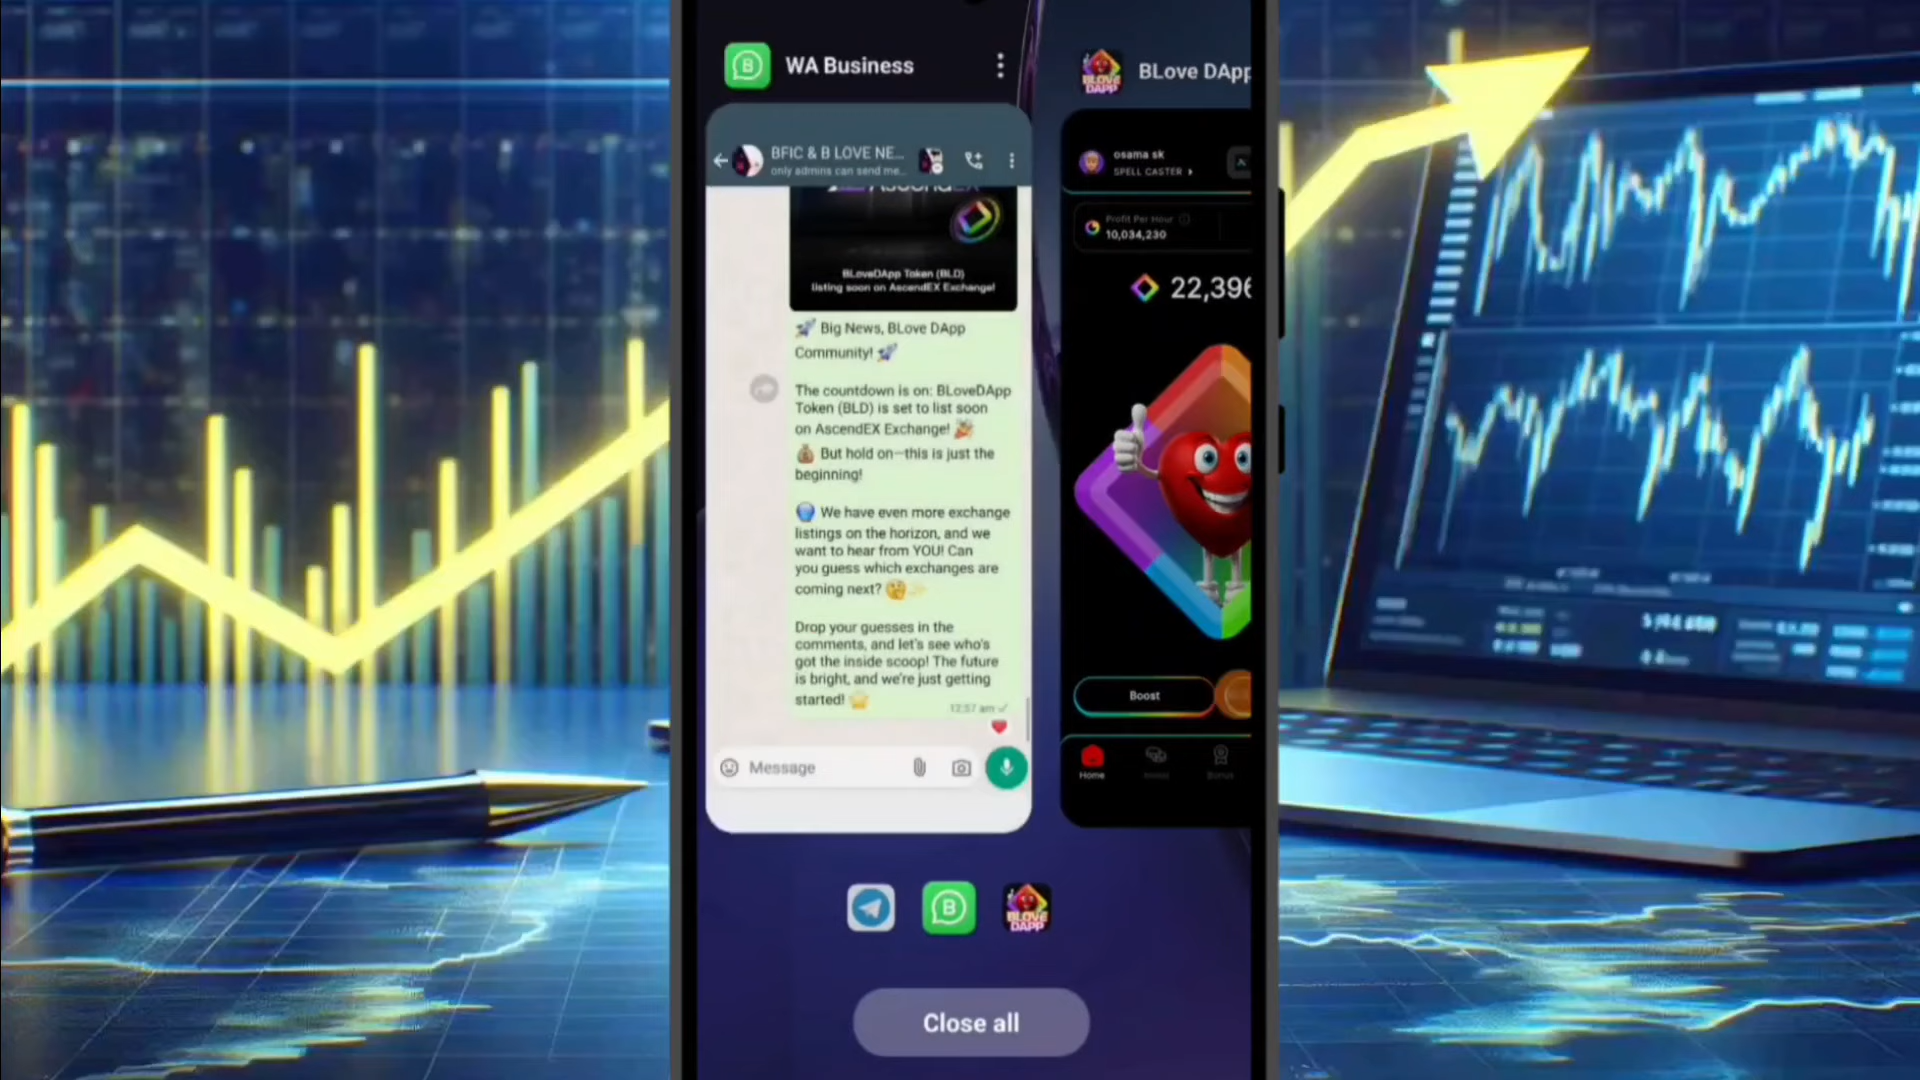 WA Business
BFIC & B LOVE NE...
only admins can send me...
AscendEX
BLoveDApp Token (BLD)
listing soon on AscendEX Exchange!
🚀 Big News, BLove DApp
Community! 🚀
The countdown is on: BLoveDApp
Token (BLD) is set to list soon
on AscendEX Exchange! 🎉
💰 But hold on—this is just the
beginning!
🔮 We have even more exchange
listings on the horizon, and we
want to hear from YOU! Can
you guess which exchanges are
coming next? 🤔✨
Drop your guesses in the
comments, and let's see who's
got the inside scoop! The future
is bright, and we're just getting
started! 🌟
12:57 am
Message
BLove DApp
osama sk
SPELL CASTER
Profit Per Hour
10,034,230
22,396
Boost
Home
Bonus
BLOVE
DAPP
Close all